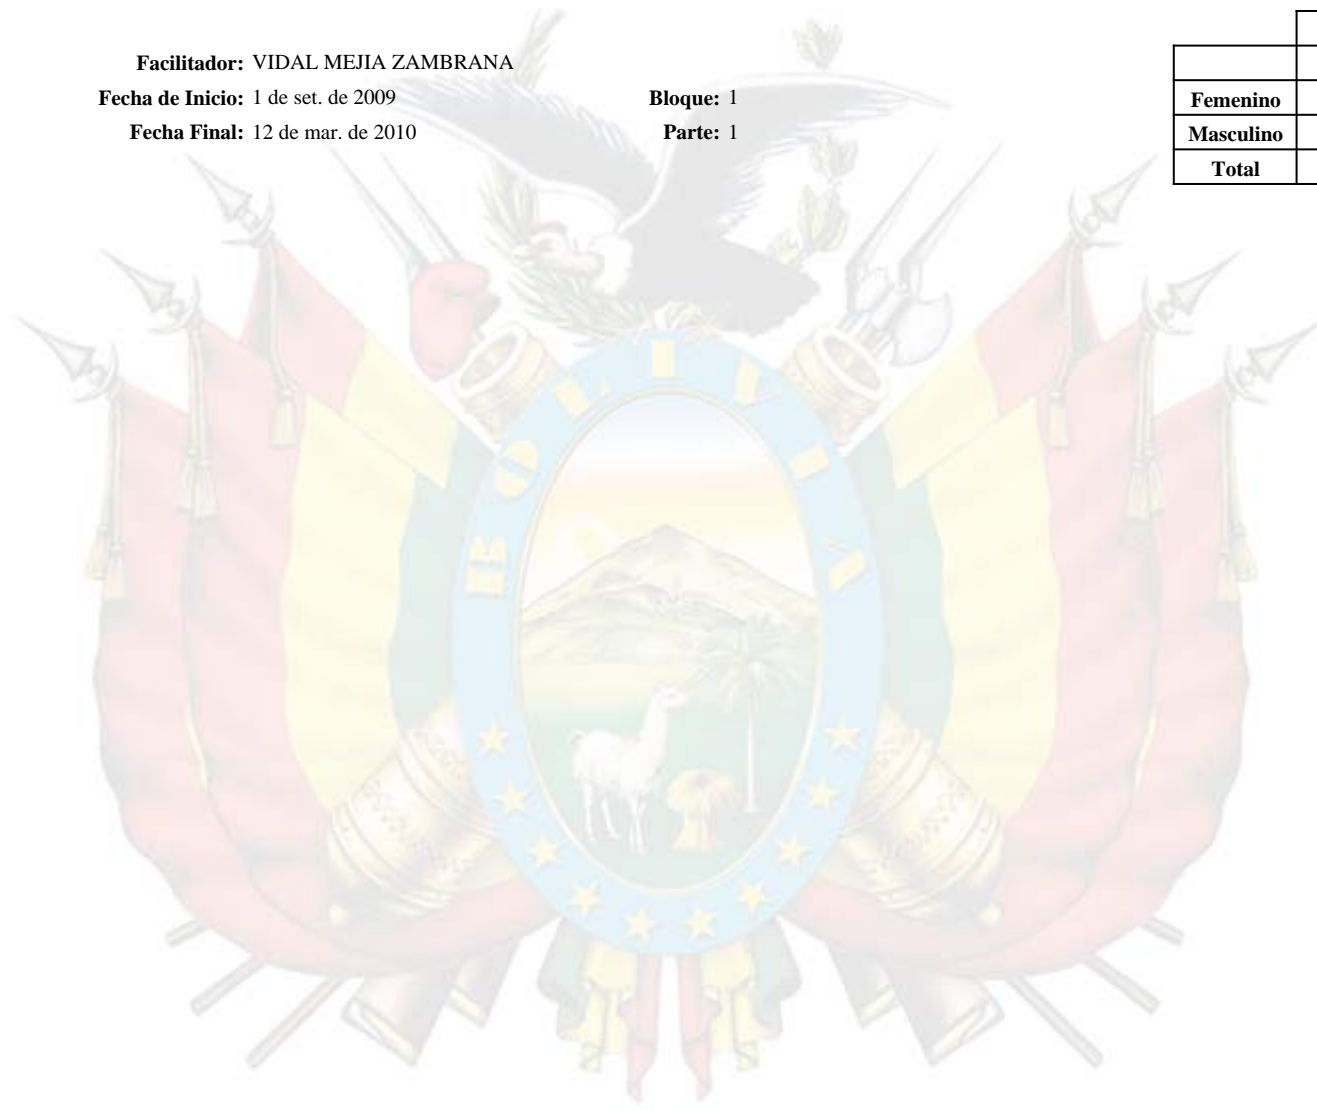 Facilitador: VIDAL MEJIA ZAMBRANA
Fecha de Inicio: 1 de set. de 2009 Bloque: 1
Fecha Final: 12 de mar. de 2010 Parte: 1
Femenino
Masculino
Total
BOLIVIA